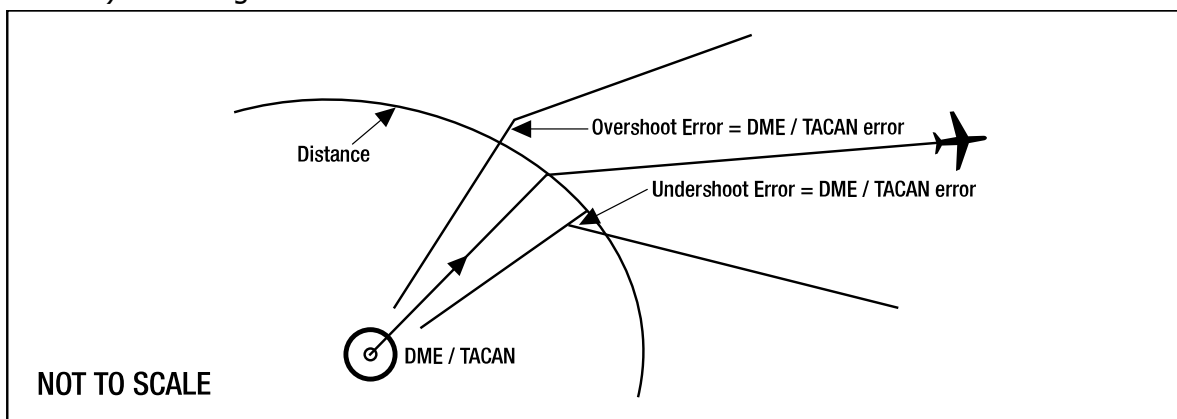 Overshoot Error = DME / TACAN error
Distance
Undershoot Error = DME / TACAN error
DME / TACAN
NOT TO SCALE